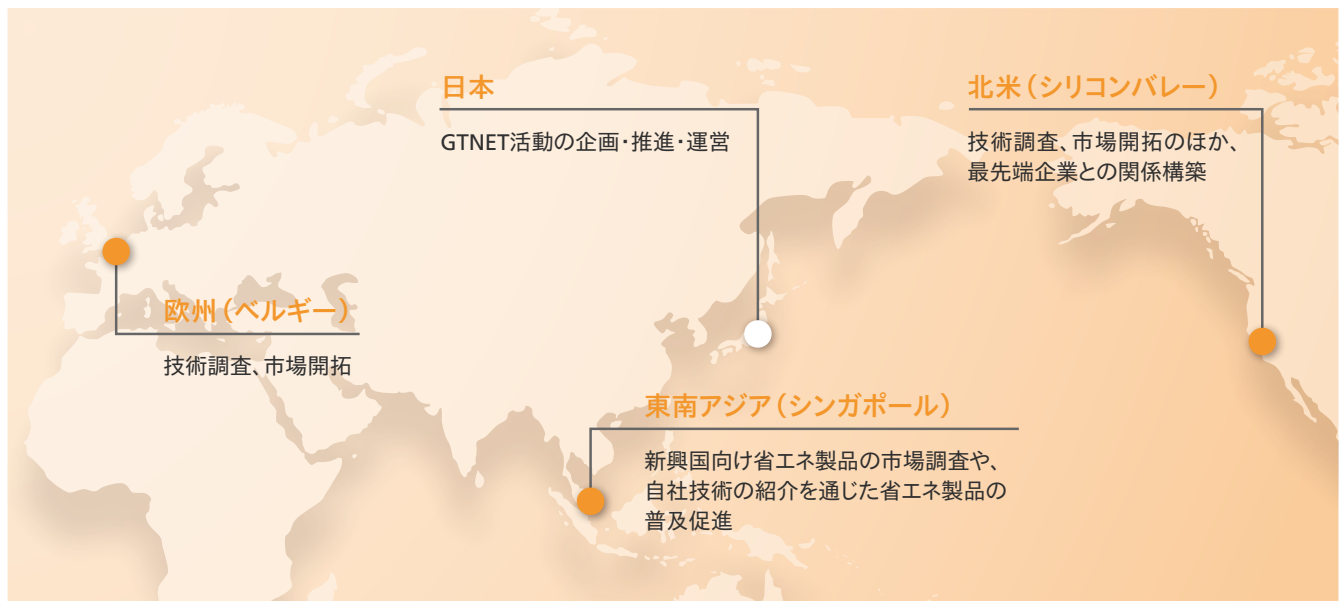 日本
GTNET活動の企画・推進・運営
北米（シリコンバレー）
技術調査、市場開拓のほか、
最先端企業との関係構築
欧州（ベルギー）
技術調査、市場開拓
東南アジア（シンガポール）
新興国向け省エネ製品の市場調査や、
自社技術の紹介を通じた省エネ製品の
普及促進